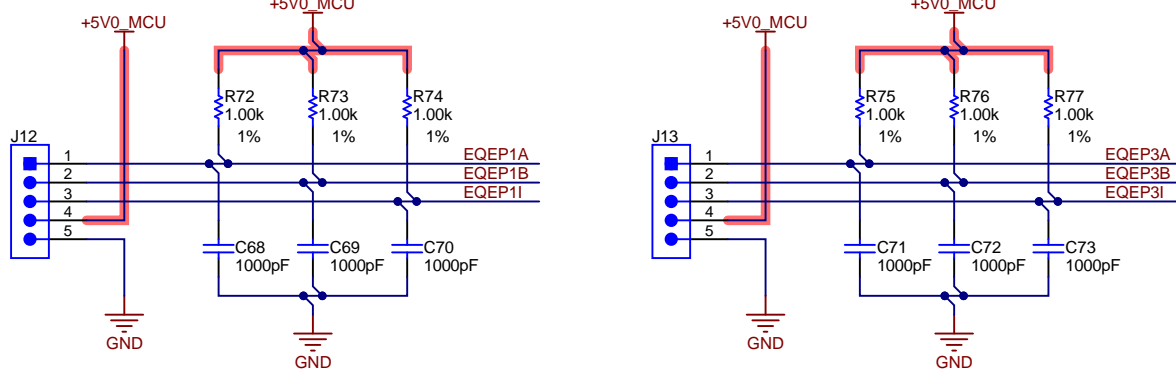 +5V0_MCU
+5V0_MCU
R72
1.00k
1%
R73
1.00k
1%
R74
1.00k
1%
J12
1
2
3
4
5
EQEP1A
EQEP1B
EQEP1I
C68
1000pF
C69
1000pF
C70
1000pF
GND
GND
+5V0_MCU
+5V0_MCU
R75
1.00k
1%
R76
1.00k
1%
R77
1.00k
1%
J13
1
2
3
4
5
EQEP3A
EQEP3B
EQEP3I
C71
1000pF
C72
1000pF
C73
1000pF
GND
GND